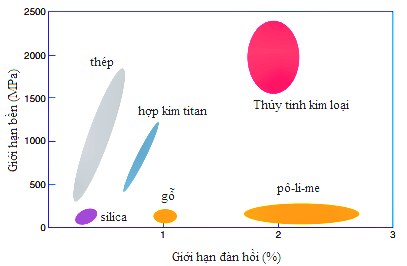 2500
2000
1500
1000
500
0
Giới hạn bền (MPa)
thép
hợp kim titan
Thủy tinh kim loại
silica
gỗ
pô-li-me
0 1 2 3
Giới hạn đàn hồi (%)